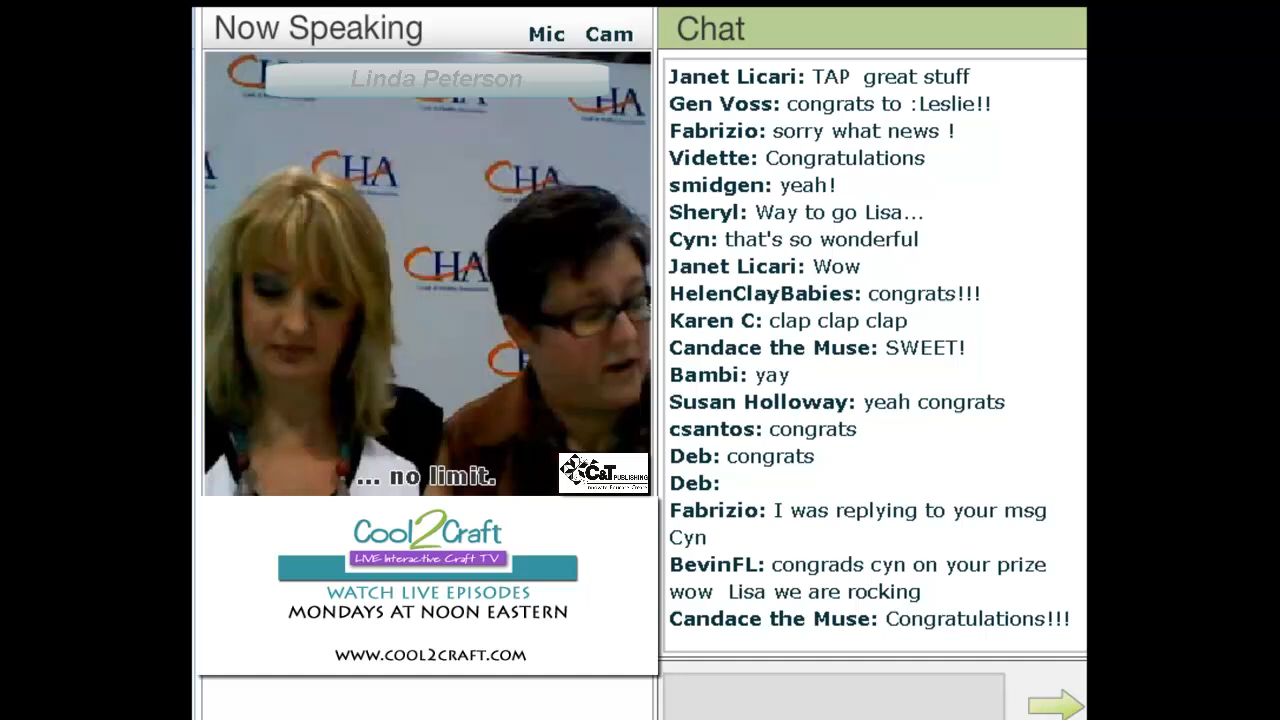 Now Speaking
Mic Cam
Linda Peterson
CHA
CHA
CHA
CHA
CHA
... no limit.
C&T PUBLISHING
Cool2Craft
LIVE Interactive Craft TV
WATCH LIVE EPISODES
MONDAYS AT NOON EASTERN
WWW.COOL2CRAFT.COM
Chat
Janet Licari: TAP great stuff
Gen Voss: congrats to :Leslie!!
Fabrizio: sorry what news !
Vidette: Congratulations
smidgen: yeah!
Sheryl: Way to go Lisa...
Cyn: that's so wonderful
Janet Licari: Wow
HelenClayBabies: congrats!!!
Karen C: clap clap clap
Candace the Muse: SWEET!
Bambi: yay
Susan Holloway: yeah congrats
csantos: congrats
Deb: congrats
Deb:
Fabrizio: I was replying to your msg
Cyn
BevinFL: congrads cyn on your prize
wow Lisa we are rocking
Candace the Muse: Congratulations!!!